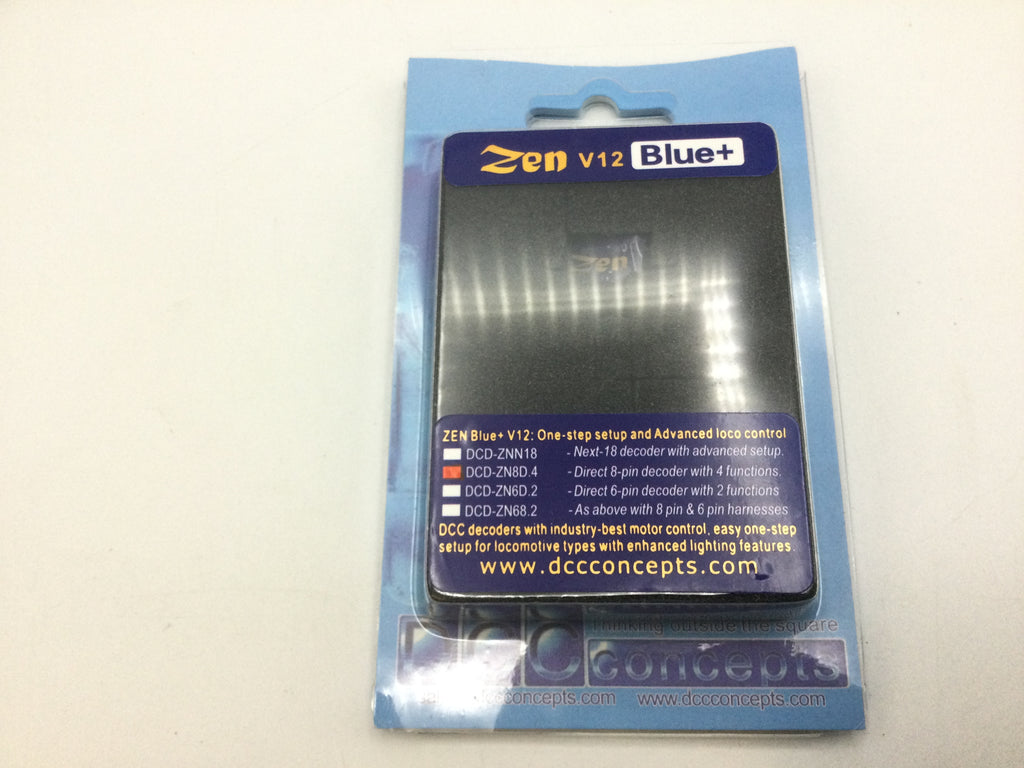 Zen V12 Blue+
Zen
ZEN Blue+ V12: One-step setup and Advanced loco control
DCD-ZNN18 - Next-18 decoder with advanced setup.
DCD-ZN8D.4 - Direct 8-pin decoder with 4 functions.
DCD-ZN6D.2 - Direct 6-pin decoder with 2 functions
DCD-ZN68.2 - As above with 8 pin & 6 pin harnesses
DCC decoders with industry-best motor control, easy one-step
setup for locomotive types with enhanced lighting features.
www.dccconcepts.com
Thinking outside the square
DCC concepts
www.dccconcepts.com